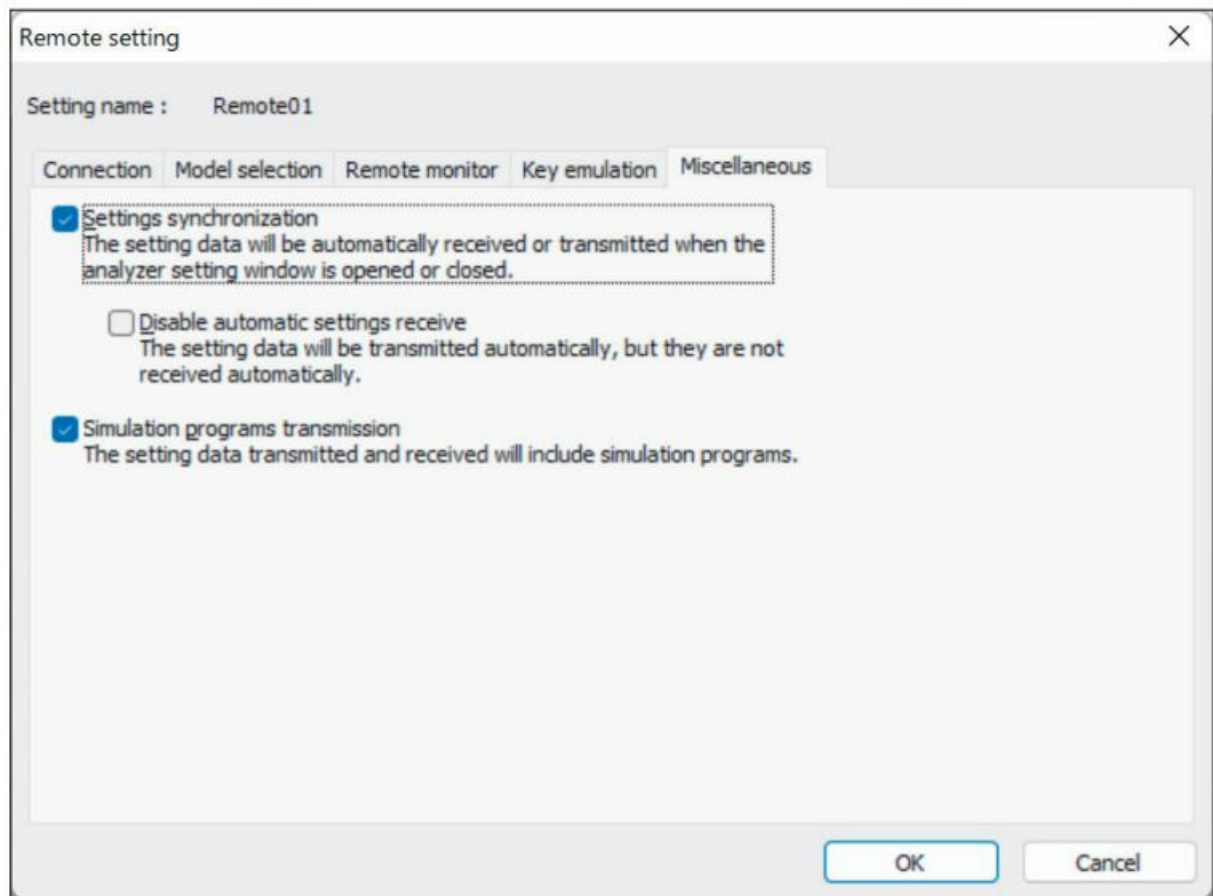 Remote setting
Setting name : Remote01
Connection Model selection Remote monitor Key emulation Miscellaneous
Settings synchronization
The setting data will be automatically received or transmitted when the
analyzer setting window is opened or closed.
Disable automatic settings receive
The setting data will be transmitted automatically, but they are not
received automatically.
Simulation programs transmission
The setting data transmitted and received will include simulation programs.
OK Cancel